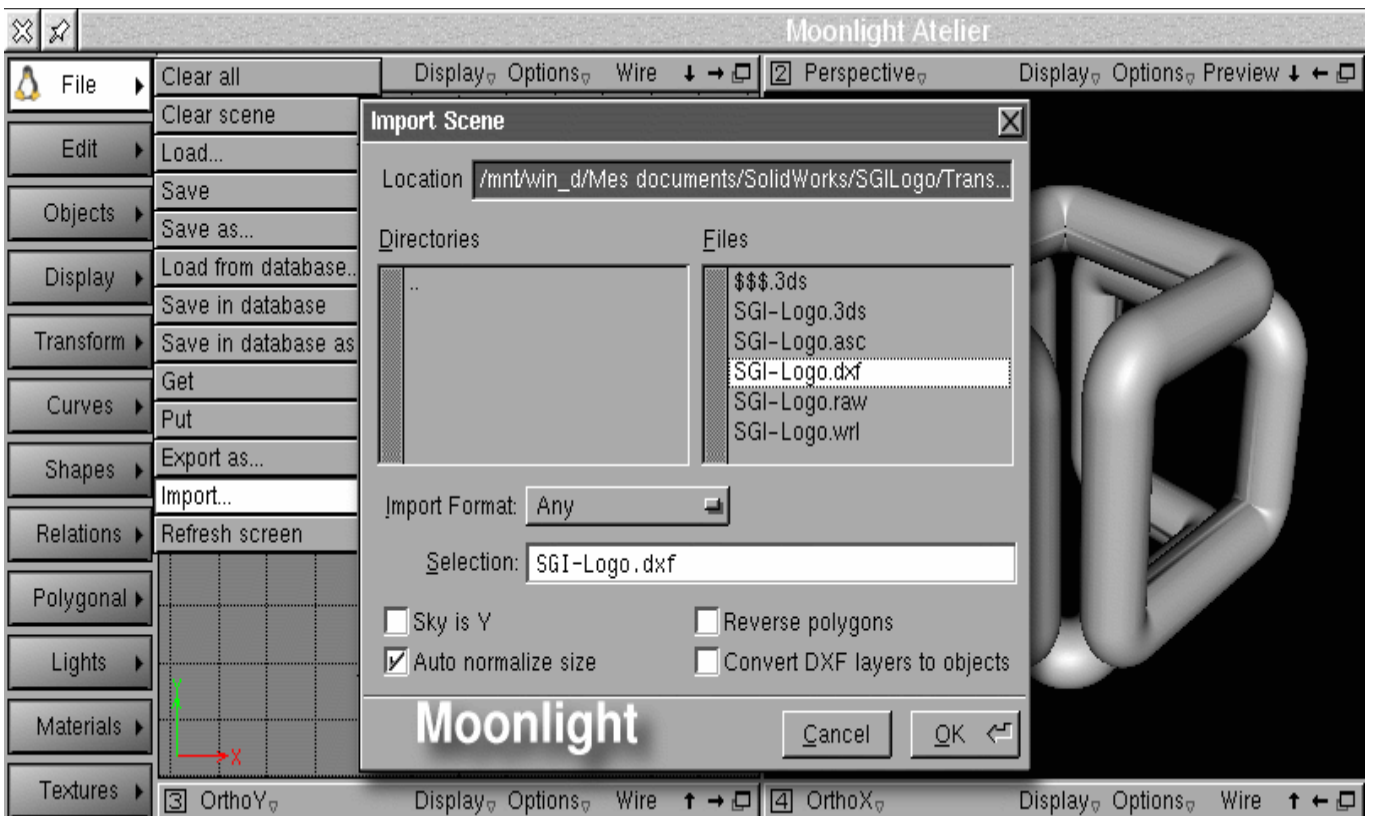 Moonlight Atelier
File
Edit
Objects
Display
Transform
Curves
Shapes
Relations
Polygonal
Lights
Materials
Textures
Clear all
Clear scene
Load...
Save
Save as...
Load from database..
Save in database
Save in database as
Get
Put
Export as...
Import...
Refresh screen
Display Options Wire
2 Perspective Display Options Preview
Import Scene
Location /mnt/win_d/Mes documents/SolidWorks/SGILogo/Trans...
Directories
..
Files
$$$.3ds
SGI-Logo.3ds
SGI-Logo.asc
SGI-Logo.dxf
SGI-Logo.raw
SGI-Logo.wrl
Import Format: Any
Selection: SGI-Logo.dxf
Sky is Y
Reverse polygons
Auto normalize size
Convert DXF layers to objects
Moonlight
Cancel
OK
Y
X
3 OrthoY Display Options Wire
4 OrthoX Display Options Wire